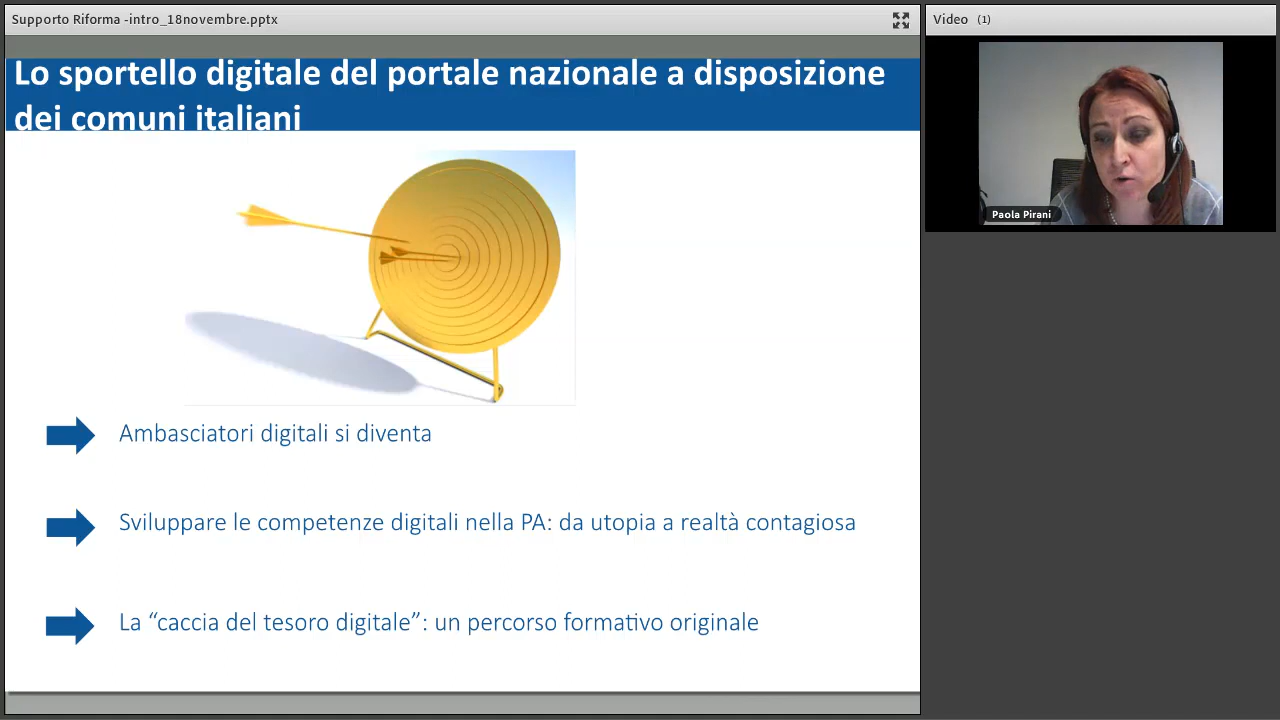 Supporto Riforma -intro_18novembre.pptx
Video (1)
Lo sportello digitale del portale nazionale a disposizione
dei comuni italiani
Paola Pirani
Ambasciatori digitali si diventa
Sviluppare le competenze digitali nella PA: da utopia a realtà contagiosa
La “caccia del tesoro digitale”: un percorso formativo originale